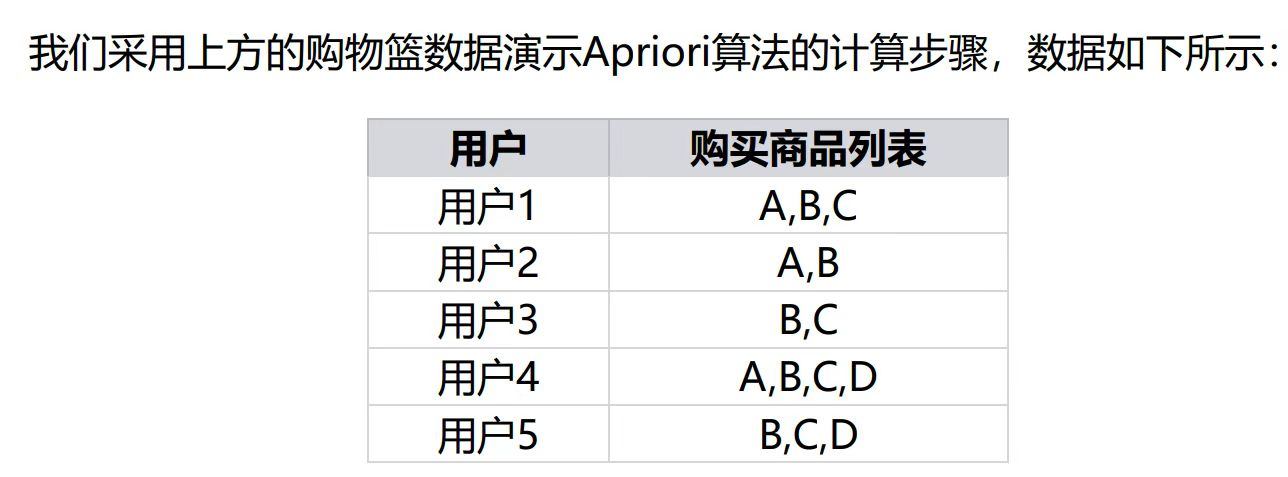 我们采用上方的购物篮数据演示Apriori算法的计算步骤，数据如下所示：
用户 购买商品列表
用户1 A,B,C
用户2 A,B
用户3 B,C
用户4 A,B,C,D
用户5 B,C,D